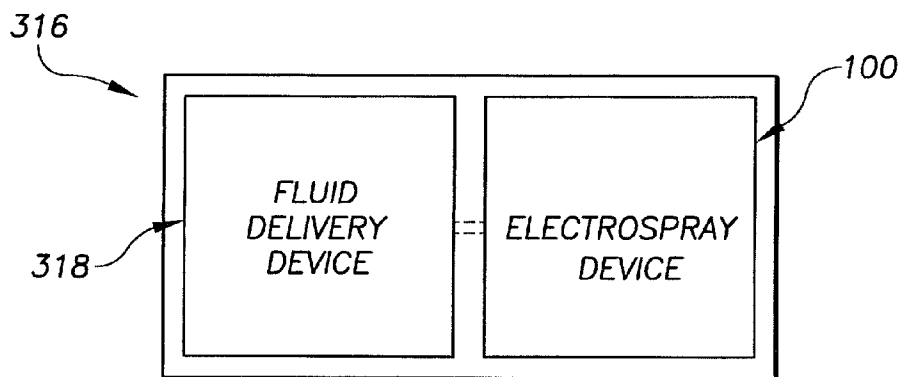 316
100
FLUID
DELIVERY
DEVICE
ELECTROSPRAY
DEVICE
318